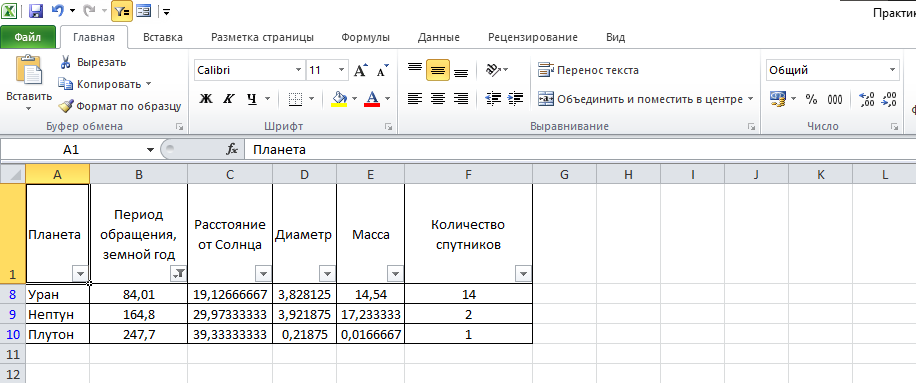 Практик
Файл Главная Вставка Разметка страницы Формулы Данные Рецензирование Вид
Вставить
Вырезать
Копировать
Формат по образцу
Буфер обмена
Calibri 11
Ж К Ч
Шрифт
Перенос текста
Объединить и поместить в центре
Выравнивание
Общий
% 000
Число
A1 fx Планета
A B C D E F G H I J K L
1 Планета Период обращения, земной год Расстояние от Солнца Диаметр Масса Количество спутников
8 Уран 84,01 19,12666667 3,828125 14,54 14
9 Нептун 164,8 29,97333333 3,921875 17,233333 2
10 Плутон 247,7 39,33333333 0,21875 0,0166667 1
11
12